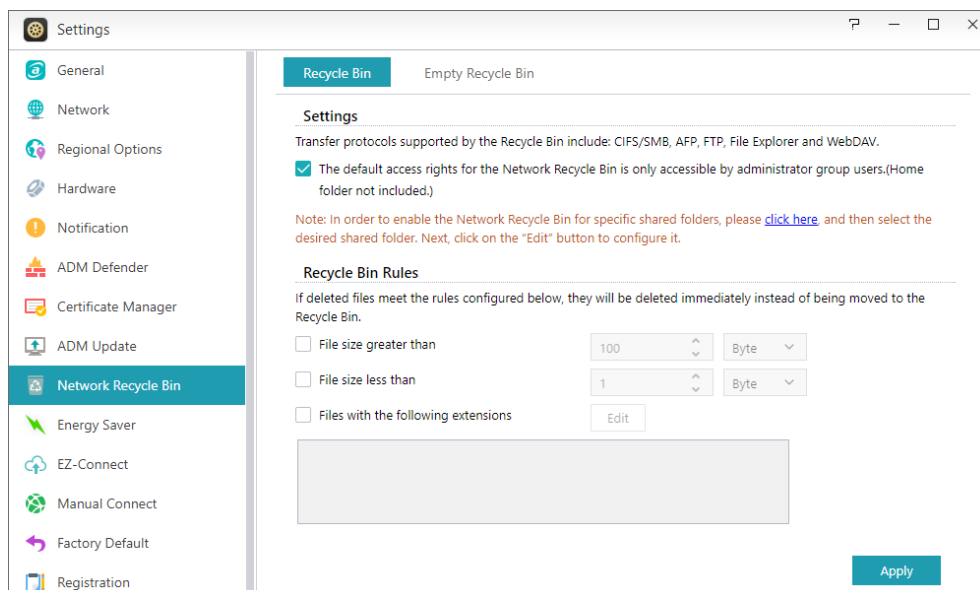 Settings
General
Network
Regional Options
Hardware
Notification
ADM Defender
Certificate Manager
ADM Update
Network Recycle Bin
Energy Saver
EZ-Connect
Manual Connect
Factory Default
Registration
Recycle Bin
Empty Recycle Bin
Settings
Transfer protocols supported by the Recycle Bin include: CIFS/SMB, AFP, FTP, File Explorer and WebDAV.
The default access rights for the Network Recycle Bin is only accessible by administrator group users.(Home
folder not included.)
Note: In order to enable the Network Recycle Bin for specific shared folders, please click here, and then select the
desired shared folder. Next, click on the “Edit” button to configure it.
Recycle Bin Rules
If deleted files meet the rules configured below, they will be deleted immediately instead of being moved to the
Recycle Bin.
File size greater than 100 Byte
File size less than 1 Byte
Files with the following extensions Edit
Apply